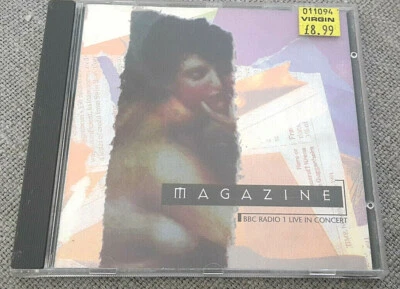 011094
VIRGIN
£8.99
MAGAZINE
BBC RADIO 1 LIVE IN CONCERT